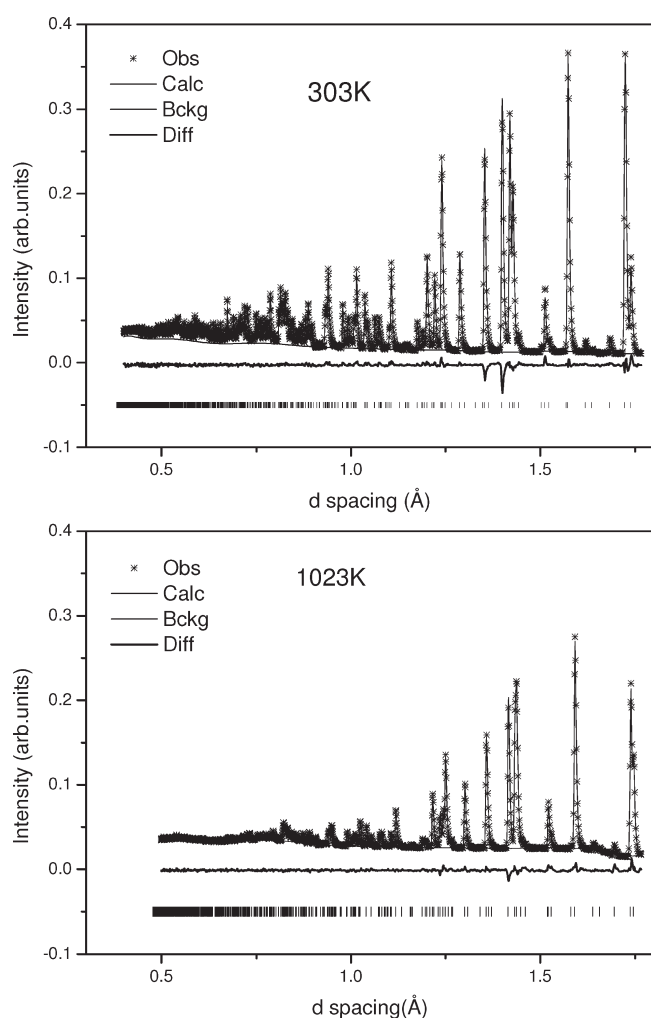 0.4
Obs
303K
Calc
0.3
Bckg
Diff
Intensity (arb.units)
0.2
0.1
0.0
-0.1
0.5
1.0
1.5
d spacing (Å)
0.4
Obs
1023K
Calc
Bckg
0.3
Diff
Intensity (arb.units)
0.2
0.1
0.0
-0.1
0.5
1.0
1.5
d spacing(Å)